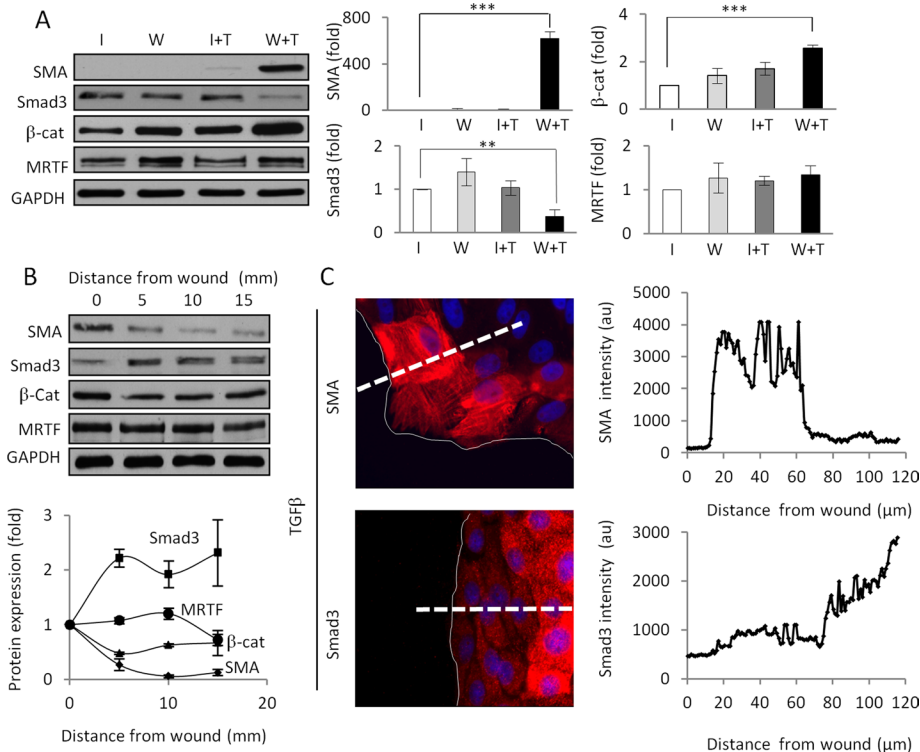 A
I W I+T W+T
SMA
Smad3
β-cat
MRTF
GAPDH
SMA (fold)
800
400
0
***
I W I+T W+T
β-cat (fold)
4
2
0
***
I W I+T W+T
Smad3 (fold)
2
1
0
**
I W I+T W+T
MRTF (fold)
2
1
0
I W I+T W+T
B
Distance from wound (mm)
0 5 10 15
SMA
Smad3
β-Cat
MRTF
GAPDH
Protein expression (fold)
3
2
1
0
Smad3
MRTF
β-cat
SMA
0 10 20
Distance from wound (mm)
C
TGFβ
SMA
Smad3
SMA intensity (au)
5000
4000
3000
2000
1000
0
0 20 40 60 80 100 120
Distance from wound (μm)
Smad3 intensity (au)
3000
2000
1000
0
0 20 40 60 80 100 120
Distance from wound (μm)